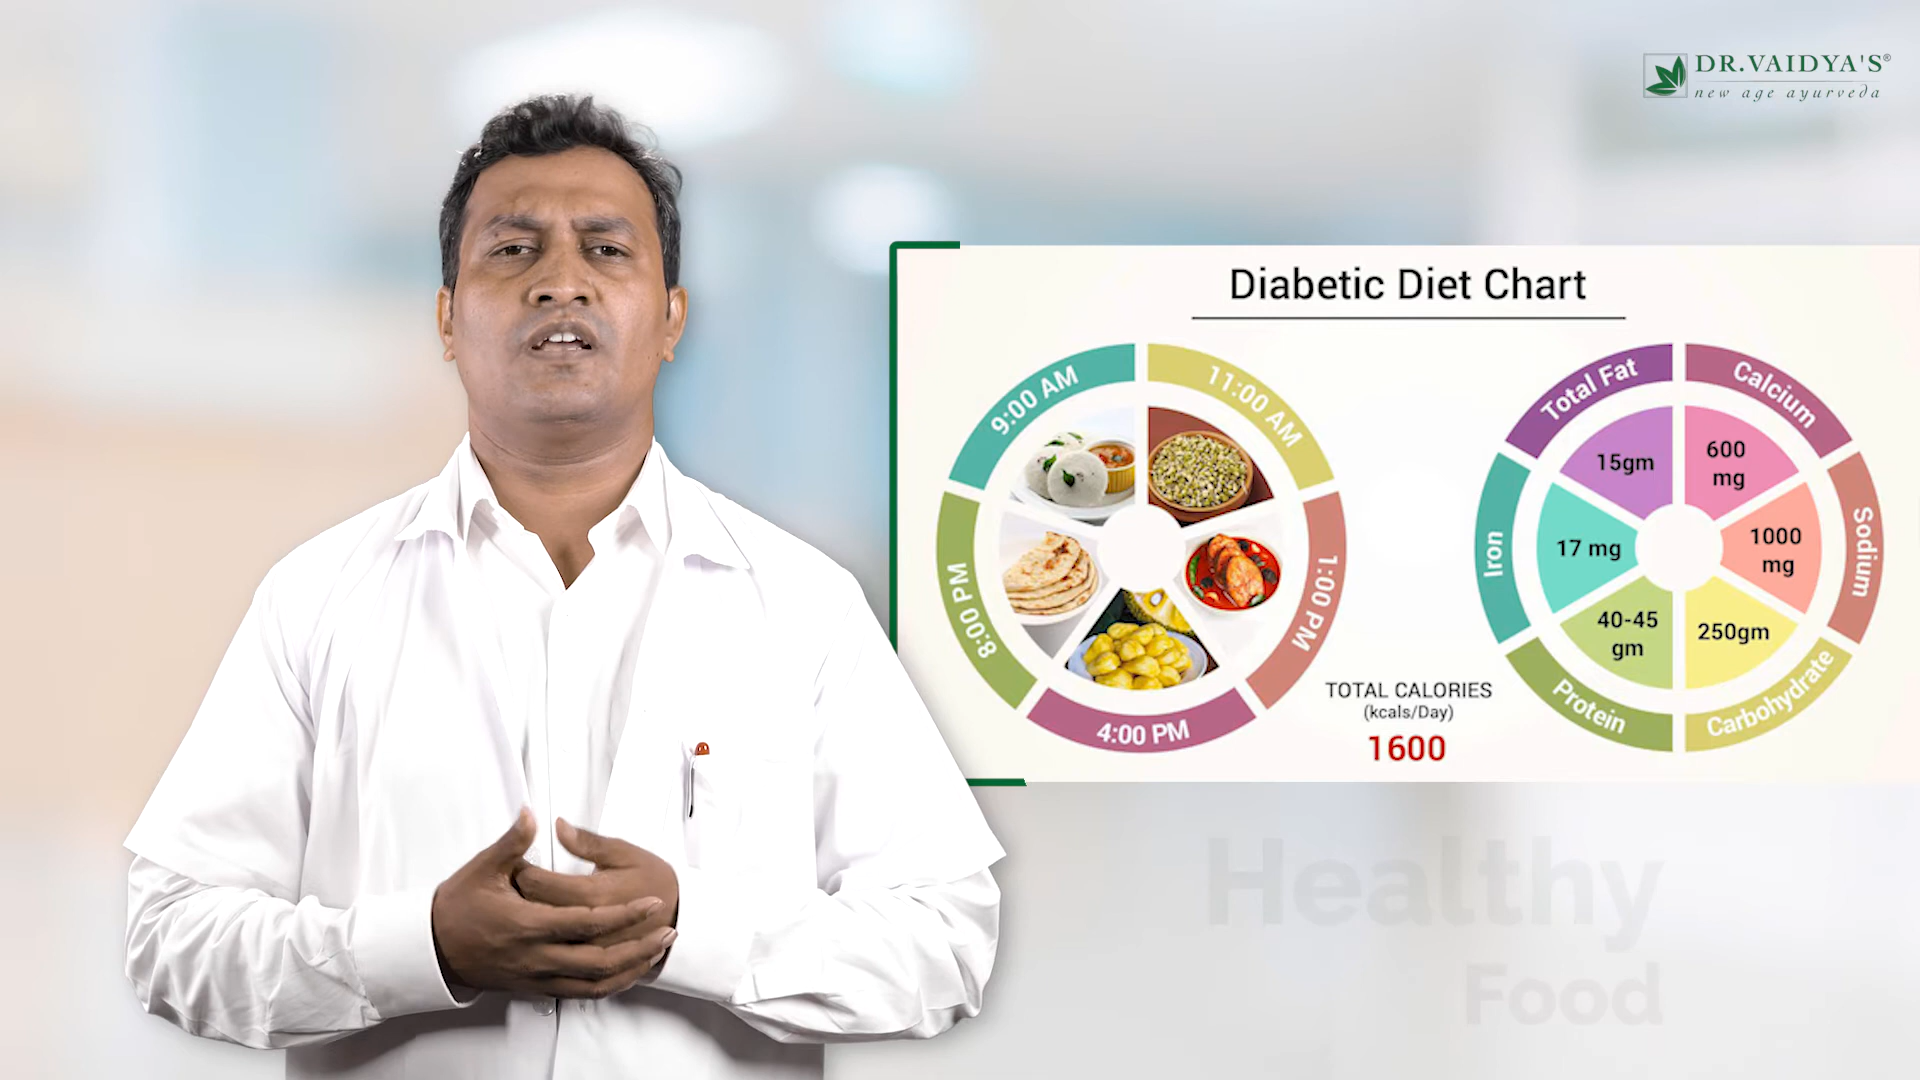 DR.VAIDYA'S®
new age ayurveda
Diabetic Diet Chart
9:00 AM
11:00 AM
1:00 PM
4:00 PM
8:00 PM
TOTAL CALORIES
(kcals/Day)
1600
Total Fat
15gm
Calcium
600
mg
Sodium
1000
mg
Carbohydrate
250gm
Protein
40-45
gm
Iron
17 mg
Healthy
Food